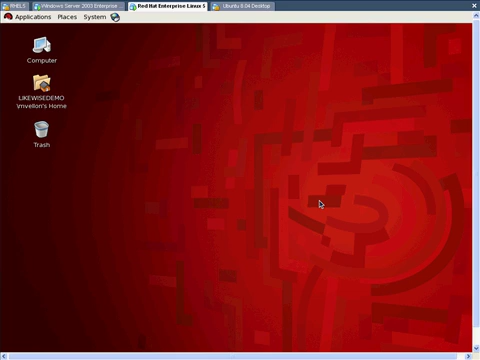 RHEL5
Windows Server 2003 Enterprise ...
Red Hat Enterprise Linux 5
Ubuntu 8.04 Desktop
Applications Places System
Computer
LIKEWISEDEMO
\mvellon's Home
Trash